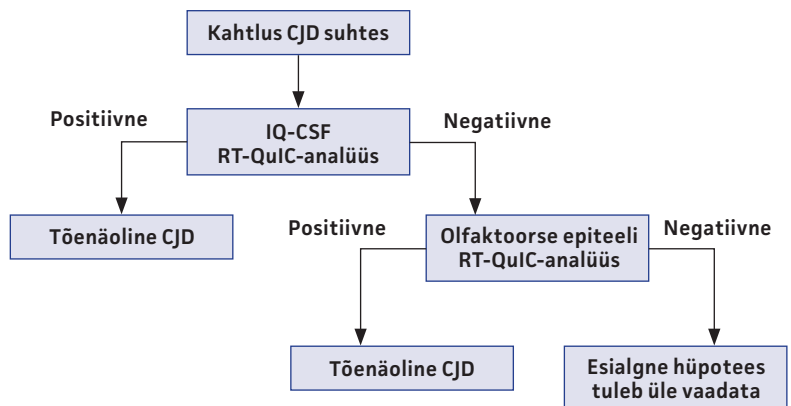 Kahtlus CJD suhtes
Positiivne
IQ-CSF
RT-QuIC-analüüs
Negatiivne
Tõenäoline CJD
Positiivne
Olfaktoorse epiteeli
RT-QuIC-analüüs
Negatiivne
Tõenäoline CJD
Esialgne hüpotees
tuleb üle vaadata